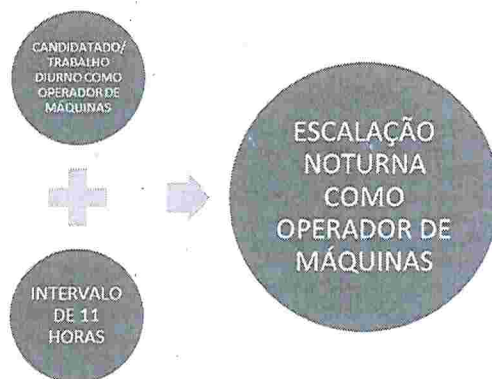 CANDIDATADO/
TRABALHO
DIURNO COMO
OPERADOR DE
MÁQUINAS
INTERVALO
DE 11
HORAS
ESCALAÇÃO
NOTURNA
COMO
OPERADOR DE
MÁQUINAS